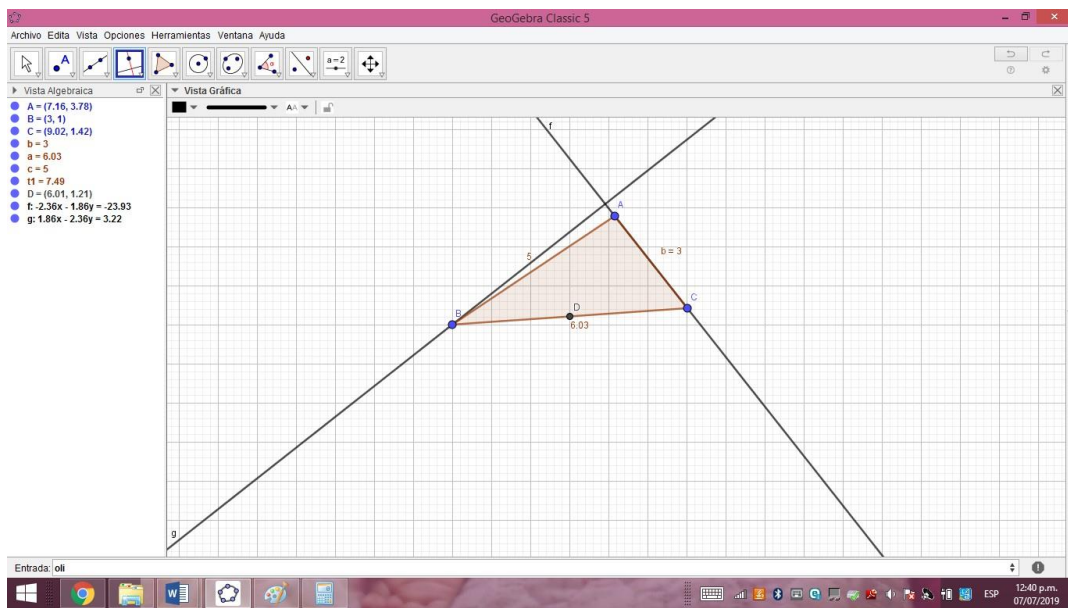 GeoGebra Classic 5
Archivo Edita Vista Opciones Herramientas Ventana Ayuda
A
α
a=2
Vista Algebraica
Vista Gráfica
A = (7.16, 3.78)
B = (3, 1)
C = (9.02, 1.42)
b = 3
a = 6.03
c = 5
t1 = 7.49
D = (6.01, 1.21)
f: -2.36x - 1.86y = -23.93
g: 1.86x - 2.36y = 3.22
AA
f
A
5
b = 3
C
B
D
6.03
g
Entrada: oli
ESP
12:40 p.m.
07/07/2019